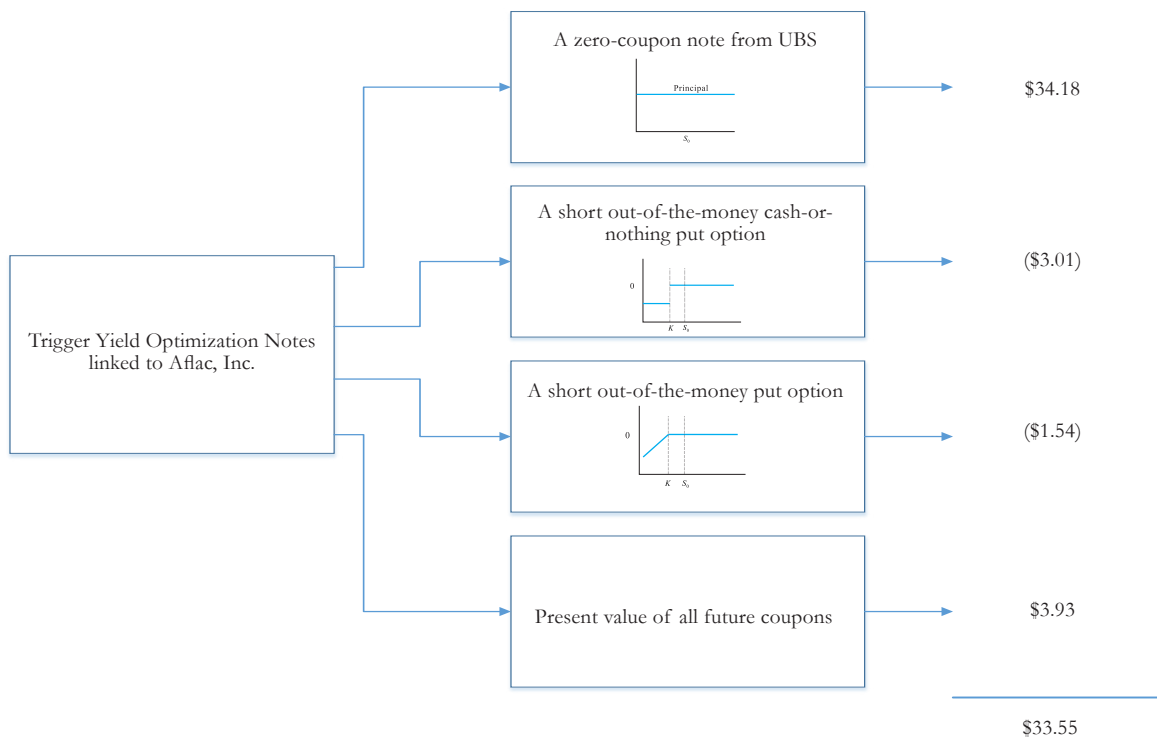 A zero-coupon note from UBS
Principal
S0
$34.18
A short out-of-the-money cash-or-
nothing put option
0
K
S0
($3.01)
Trigger Yield Optimization Notes
linked to Aflac, Inc.
A short out-of-the-money put option
0
K
S0
($1.54)
Present value of all future coupons
$3.93
$33.55